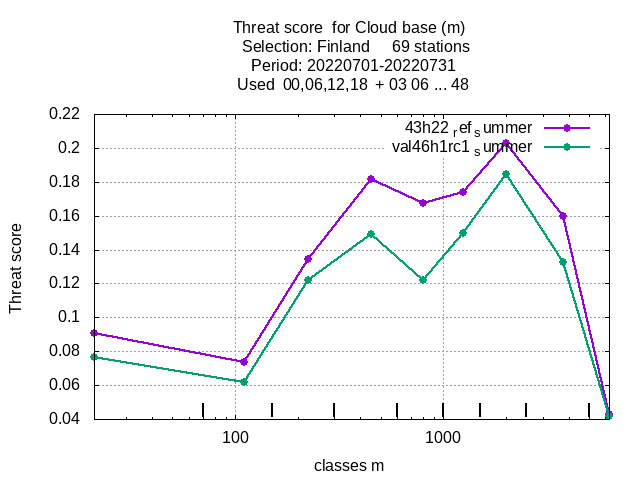 Threat score for Cloud base (m)
Selection: Finland 69 stations
Period: 20220701-20220731
Used 00,06,12,18 + 03 06 ... 48
43h22 ref summer
val46h1rc1 summer
Threat score
0.22
0.2
0.18
0.16
0.14
0.12
0.1
0.08
0.06
0.04
100 1000
classes m